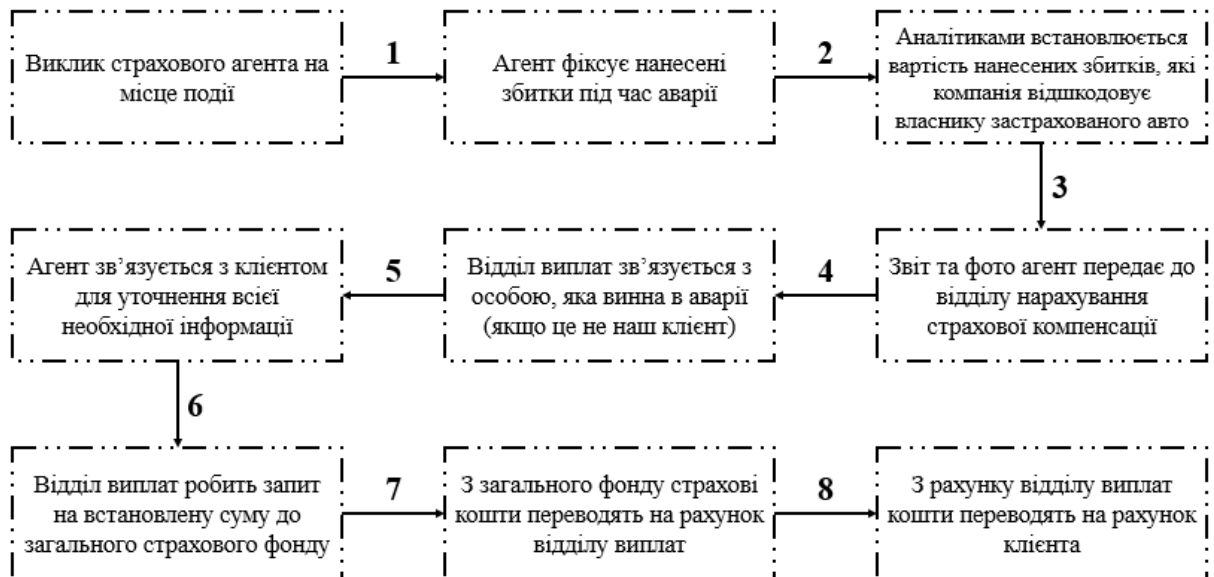 Виклик страхового агента на
місце події
1
Агент фіксує нанесені
збитки під час аварії
2
Аналітиками встановлюється
вартість нанесених збитків, які
компанія відшкодовує
власнику застрахованого авто
3
Звіт та фото агент передає до
відділу нарахування
страхової компенсації
4
Відділ виплат зв’язується з
особою, яка винна в аварії
(якщо це не наш клієнт)
5
Агент зв’язується з клієнтом
для уточнення всієї
необхідної інформації
6
Відділ виплат робить запит
на встановлену суму до
загального страхового фонду
7
З загального фонду страхові
кошти переводять на рахунок
відділу виплат
8
З рахунку відділу виплат
кошти переводять на рахунок
клієнта